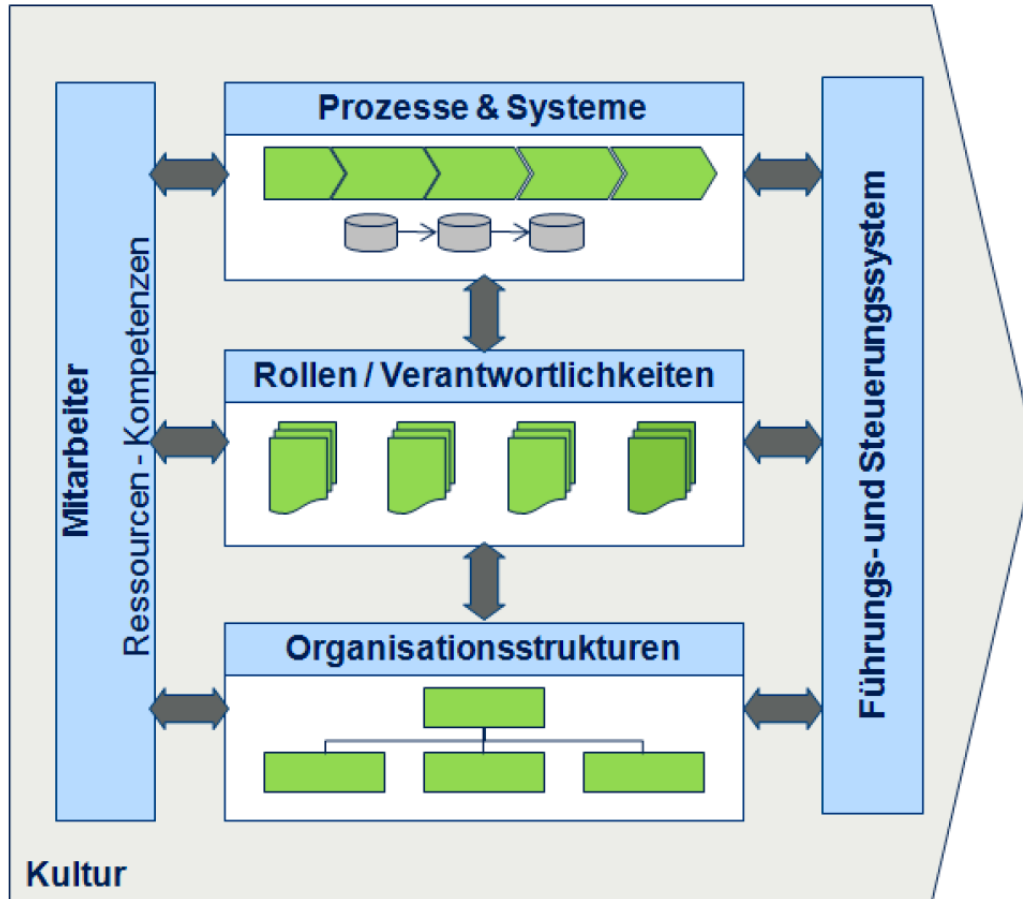 Prozesse & Systeme
Mitarbeiter
Ressourcen - Kompetenzen
Rollen / Verantwortlichkeiten
Organisationsstrukturen
Führungs- und Steuerungssystem
Kultur